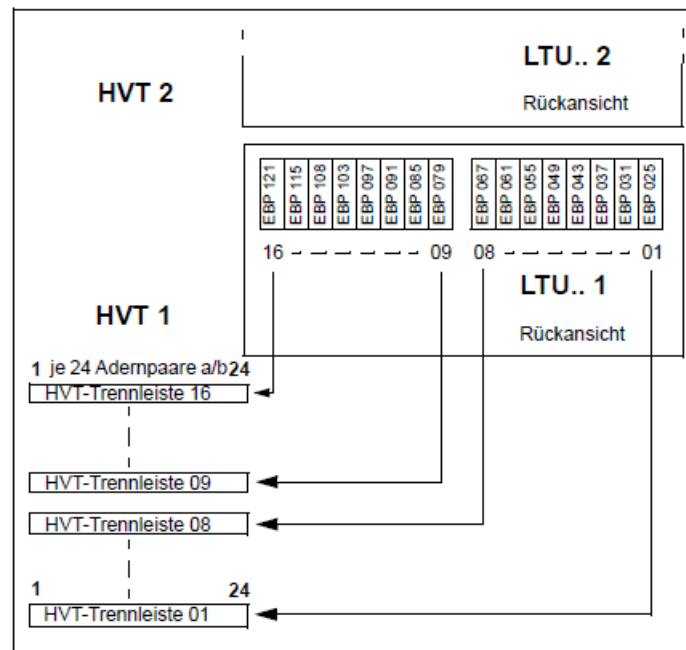 LTU.. 2
HVT 2
Rückansicht
EBP 121
EBP 115
EBP 108
EBP 103
EBP 097
EBP 091
EBP 085
EBP 079
EBP 067
EBP 061
EBP 055
EBP 049
EBP 043
EBP 037
EBP 031
EBP 025
16 09 08 01
LTU.. 1
HVT 1
Rückansicht
1 je 24 Adernpaare a/b 24
HVT-Trennleiste 16
HVT-Trennleiste 09
HVT-Trennleiste 08
1 24
HVT-Trennleiste 01